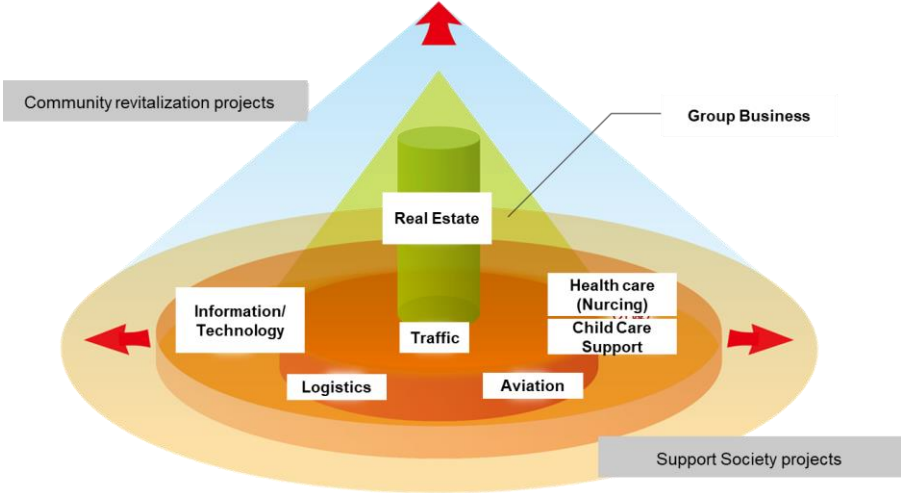 Community revitalization projects
Group Business
Real Estate
Information/
Technology
Health care
(Nurcing)
Child Care
Support
Traffic
Logistics
Aviation
Support Society projects